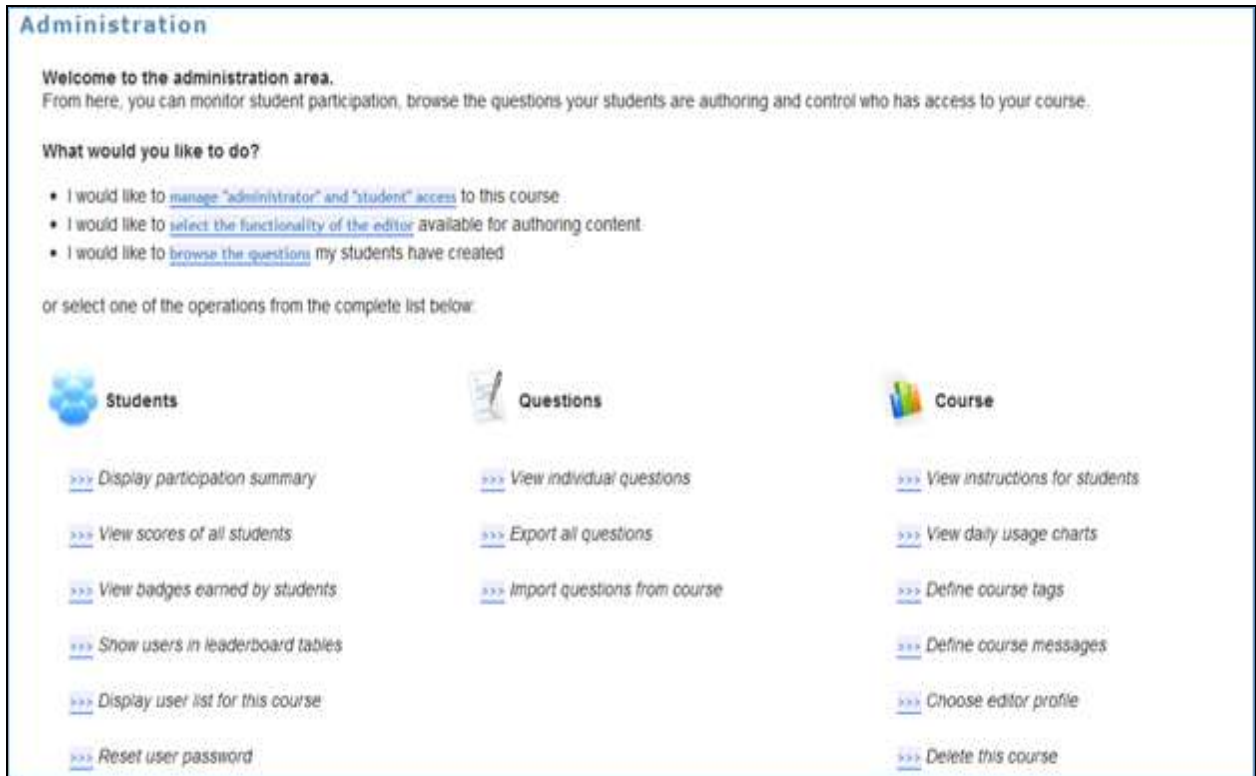 Administration
Welcome to the administration area.
From here, you can monitor student participation, browse the questions your students are authoring and control who has access to your course.
What would you like to do?
• I would like to manage "administrator" and "student" access to this course
• I would like to select the functionality of the editor available for authoring content
• I would like to browse the questions my students have created
or select one of the operations from the complete list below:
Students
>>> Display participation summary
>>> View scores of all students
>>> View badges earned by students
>>> Show users in leaderboard tables
>>> Display user list for this course
>>> Reset user password
Questions
>>> View individual questions
>>> Export all questions
>>> Import questions from course
Course
>>> View instructions for students
>>> View daily usage charts
>>> Define course tags
>>> Define course messages
>>> Choose editor profile
>>> Delete this course